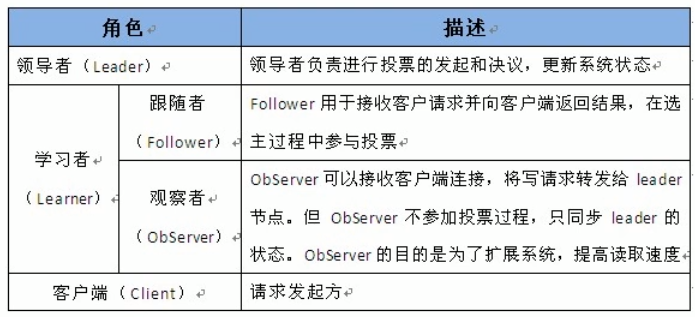 角色 描述
领导者（Leader） 领导者负责进行投票的发起和决议，更新系统状态
学习者
（Learner）
跟随者
（Follower）
Follower 用于接收客户请求并向客户端返回结果，在选
主过程中参与投票
观察者
（ObServer）
ObServer 可以接收客户端连接，将写请求转发给 leader
节点。但 ObServer 不参加投票过程，只同步 leader 的
状态。ObServer 的目的是为了扩展系统，提高读取速度
客户端（Client） 请求发起方